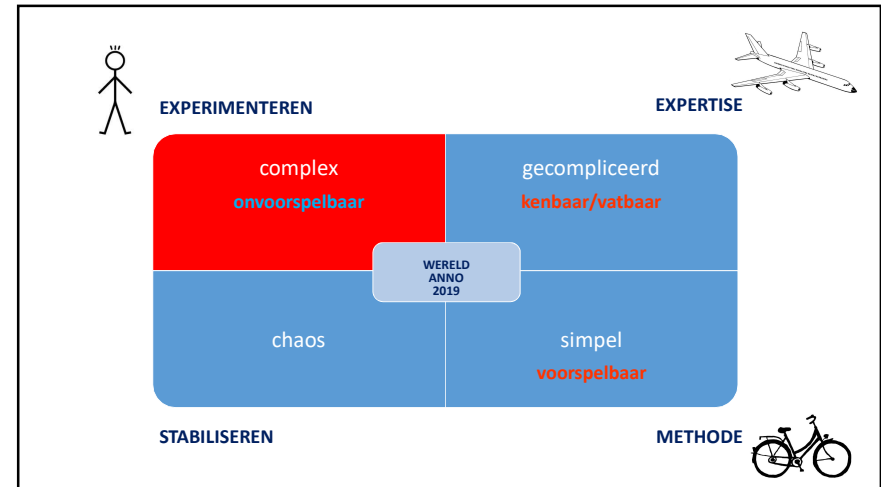 EXPERIMENTEREN
EXPERTISE
complex
onvoorspelbaar
gecompliceerd
kenbaar/vatbaar
WERELD
ANNO
2019
chaos
simpel
voorspelbaar
STABILISEREN
METHODE